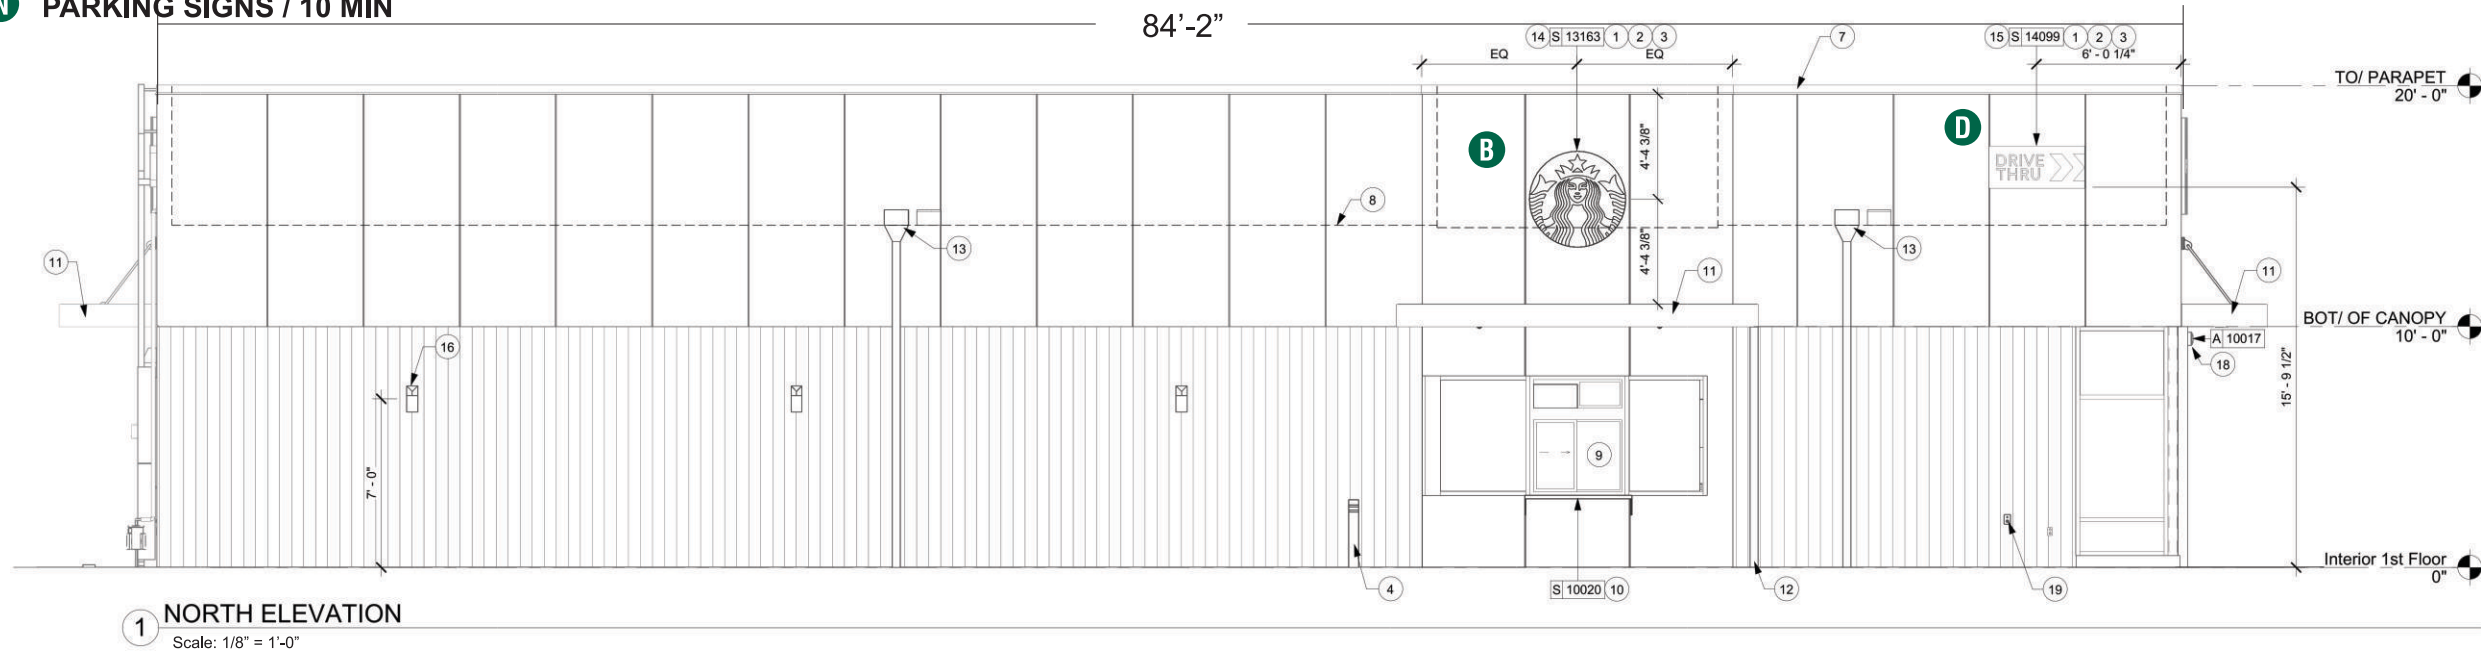 N PARKING SIGNS / 10 MIN
84’-2”
14 S 13163 1 2 3
7
15 S 14099 1 2 3
EQ EQ
6' - 0 1/4"
TO/ PARAPET
20' - 0"
B
D
4'-4 3/8"
DRIVE
THRU
8
13
13
4'-4 3/8"
11
11
11
BOT/ OF CANOPY
10' - 0"
A 10017
18
16
15' - 9 1/2"
7' - 0"
9
Interior 1st Floor
0"
4
S 10020 10
12
19
1 NORTH ELEVATION
Scale: 1/8” = 1’-0”